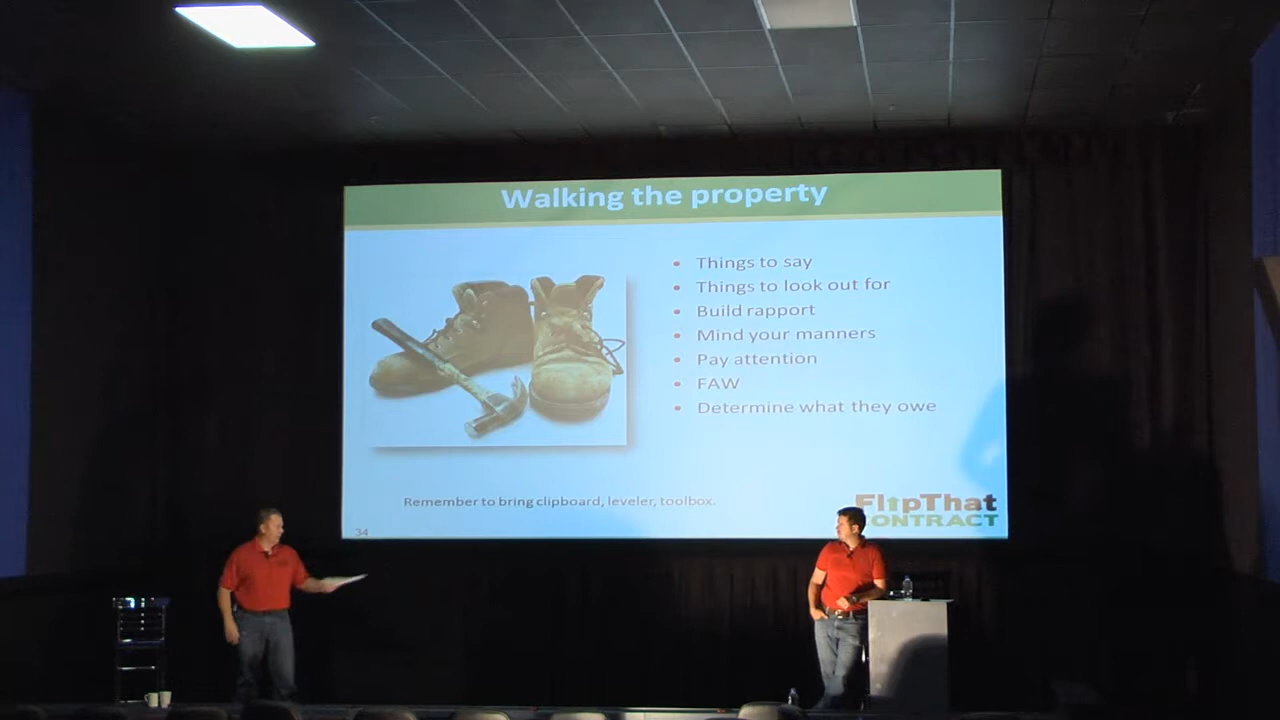 Walking the property
• Things to say
• Things to look out for
• Build rapport
• Mind your manners
• Pay attention
• FAW
• Determine what they owe
Remember to bring clipboard, leveler, toolbox.
FlipThat
CONTRACT
34